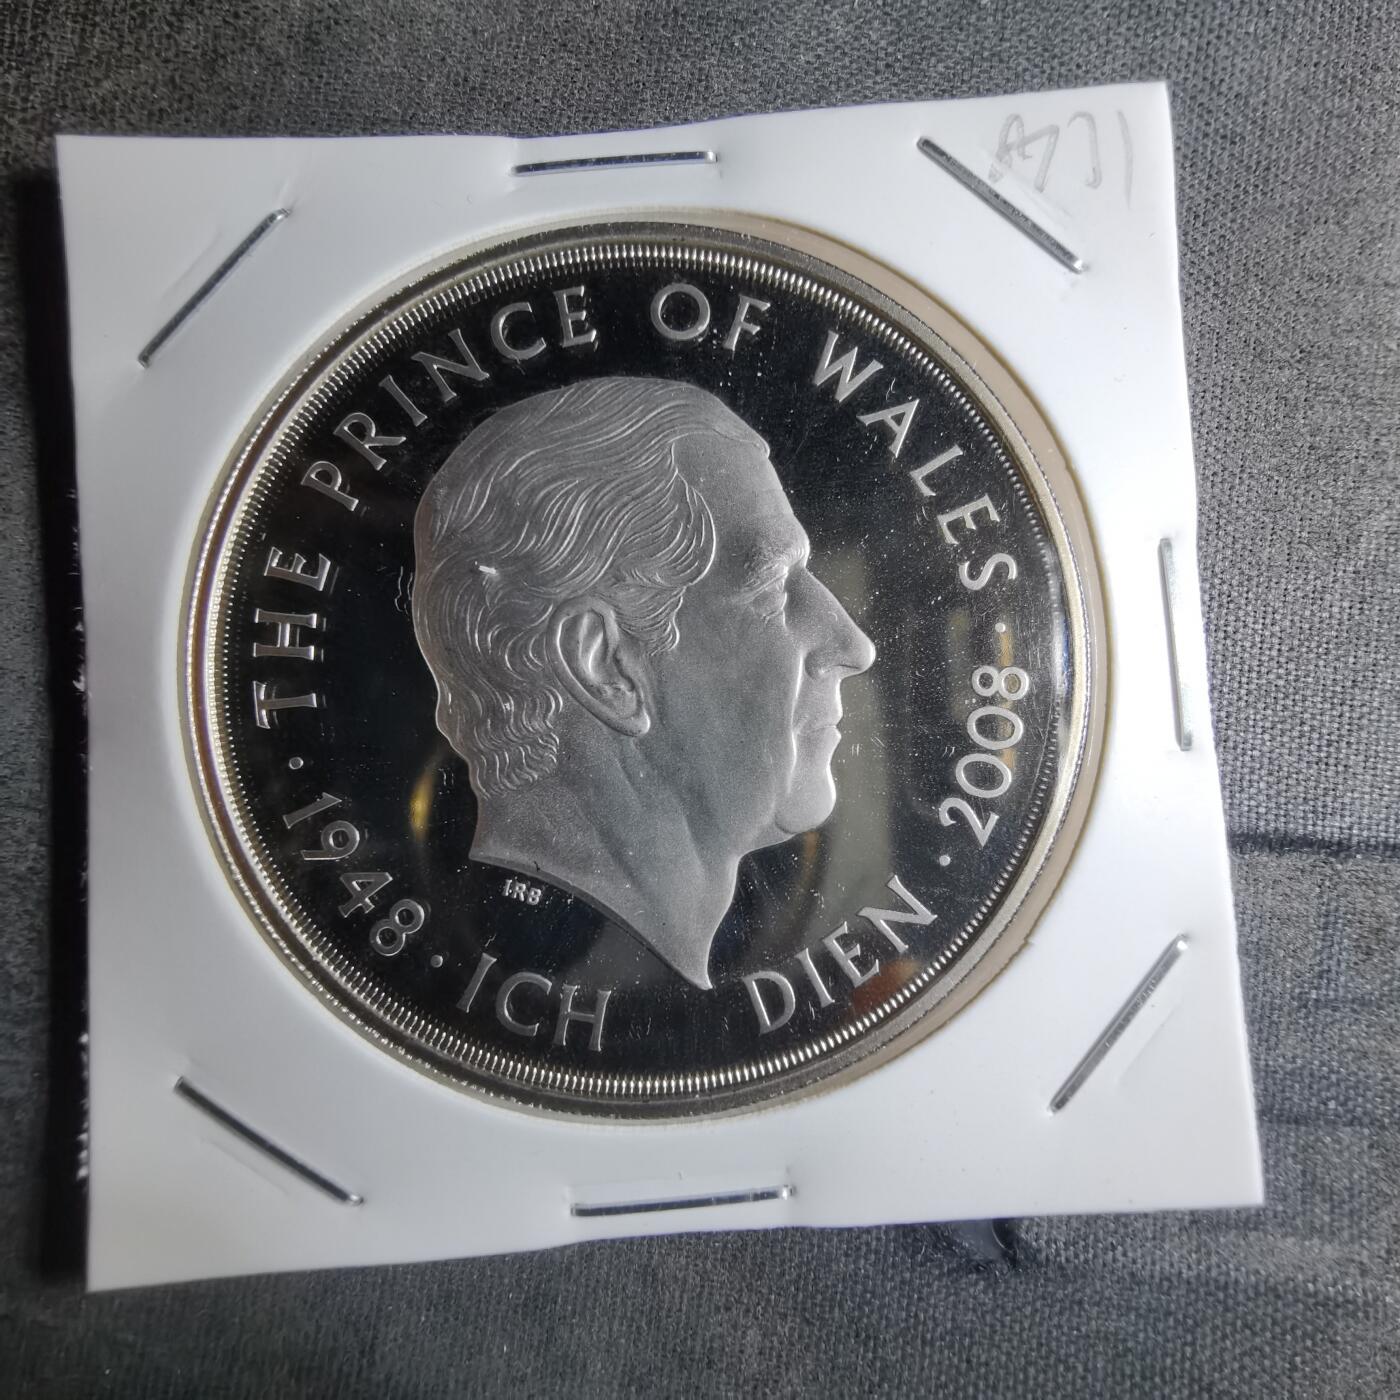 · THE PRINCE OF WALES ·
1948 · ICH DIEN · 2008
IRB